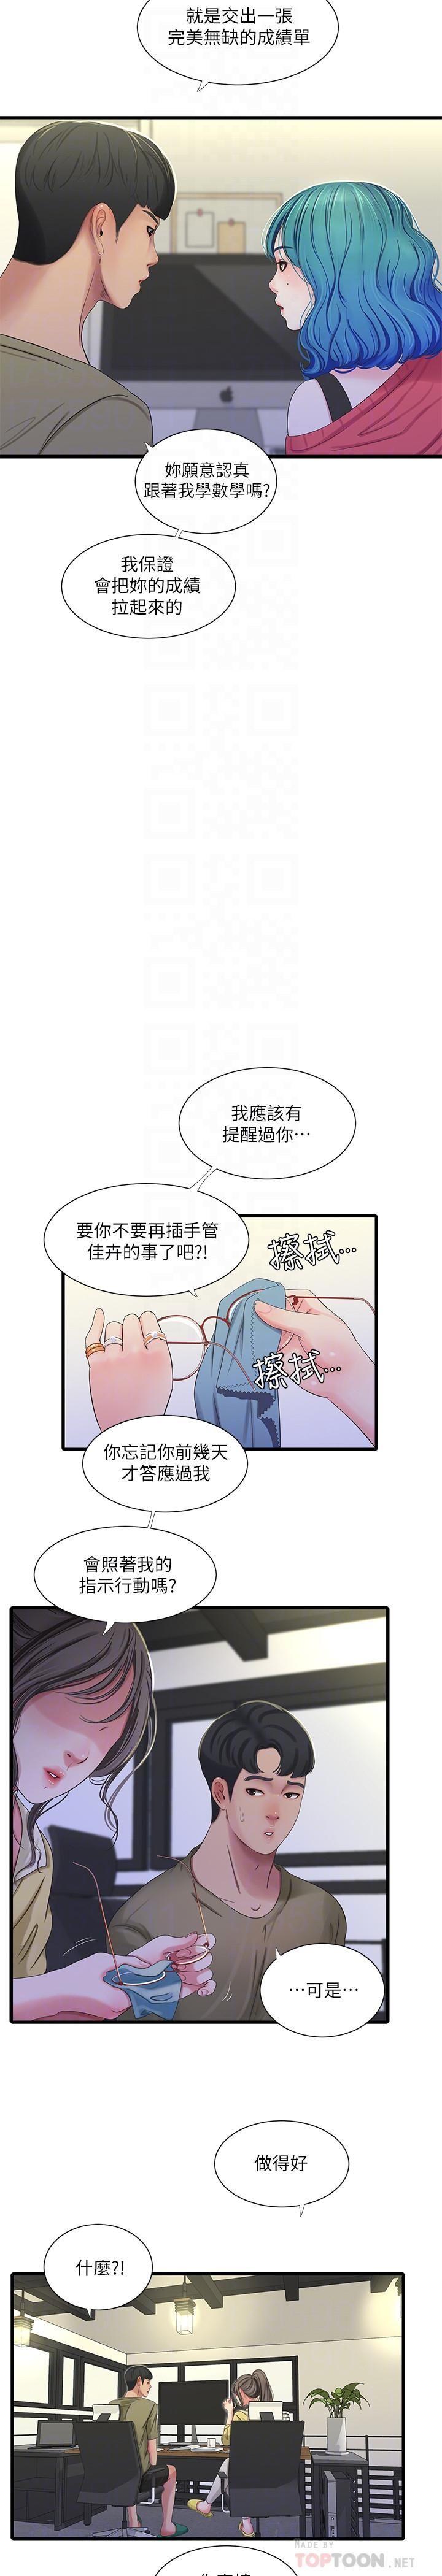 就是交出一張
完美無缺的成績單
妳願意認真
跟著我學數學嗎?
我保證
會把妳的成績
拉起來的
我應該有
提醒過你…
要你不要再插手管
佳卉的事了吧?!
擦拭…
擦拭…
你忘記你前幾天
才答應過我
會照著我的
指示行動嗎?
…可是…
做得好
什麼?!
MADE BY
TOPTOON.NET